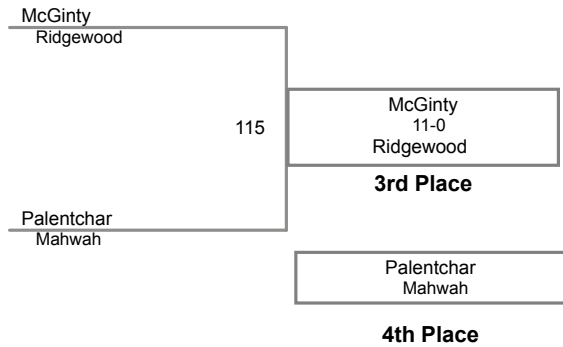 McGinty
Ridgewood
115
McGinty
11-0
Ridgewood
3rd Place
Palentchar
Mahwah
Palentchar
Mahwah
4th Place